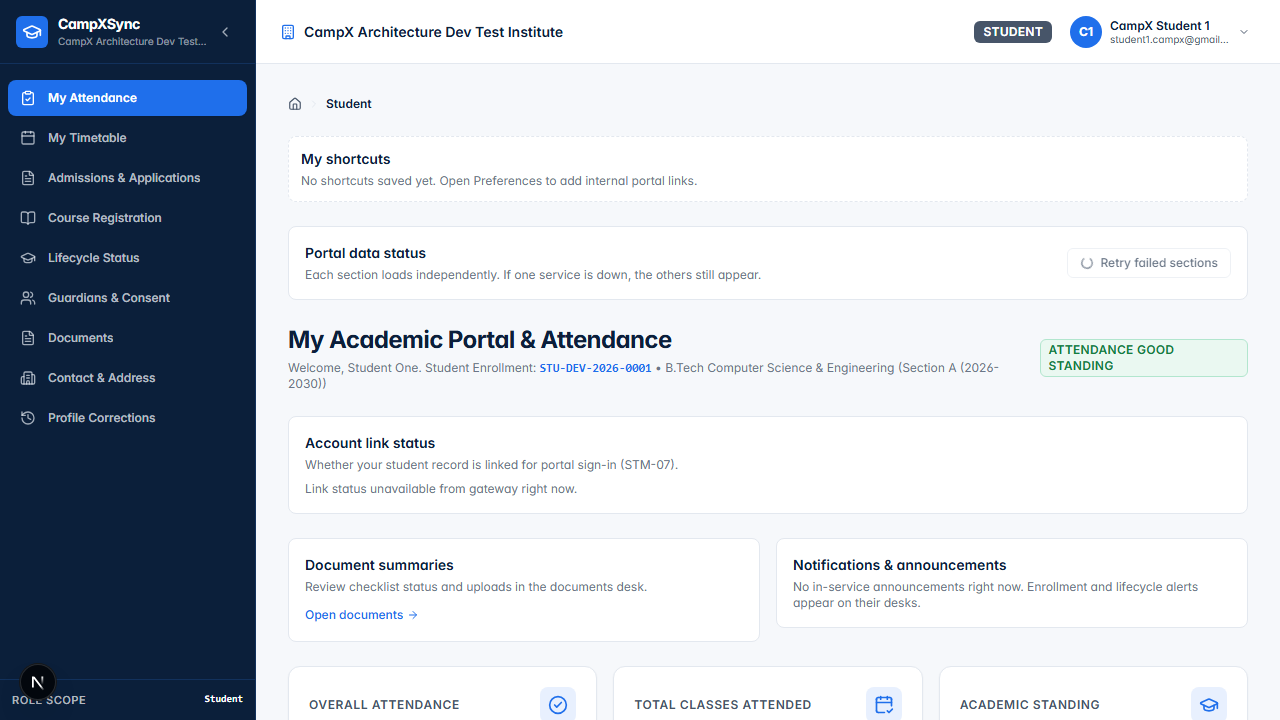 CampXSync
CampX Architecture Dev Test...
My Attendance
My Timetable
Admissions & Applications
Course Registration
Lifecycle Status
Guardians & Consent
Documents
Contact & Address
Profile Corrections
N
ROLE SCOPE
Student
CampX Architecture Dev Test Institute
STUDENT
C1
CampX Student 1
student1.campx@gmail...
Student
My shortcuts
No shortcuts saved yet. Open Preferences to add internal portal links.
Portal data status
Each section loads independently. If one service is down, the others still appear.
Retry failed sections
My Academic Portal & Attendance
Welcome, Student One. Student Enrollment: STU-DEV-2026-0001 • B.Tech Computer Science & Engineering (Section A (2026-
2030))
ATTENDANCE GOOD
STANDING
Account link status
Whether your student record is linked for portal sign-in (STM-07).
Link status unavailable from gateway right now.
Document summaries
Review checklist status and uploads in the documents desk.
Open documents →
Notifications & announcements
No in-service announcements right now. Enrollment and lifecycle alerts
appear on their desks.
OVERALL ATTENDANCE
TOTAL CLASSES ATTENDED
ACADEMIC STANDING